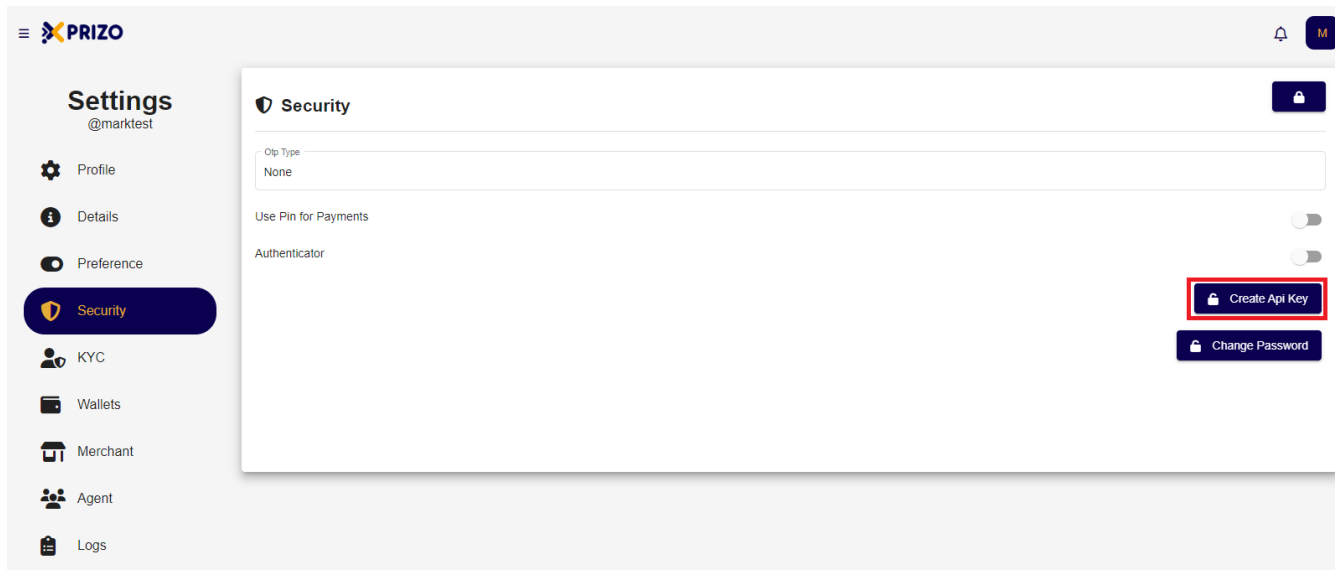 XPRIZO
M
Settings
@marktest
Profile
Details
Preference
Security
KYC
Wallets
Merchant
Agent
Logs
Security
Otp Type
None
Use Pin for Payments
Authenticator
Create Api Key
Change Password